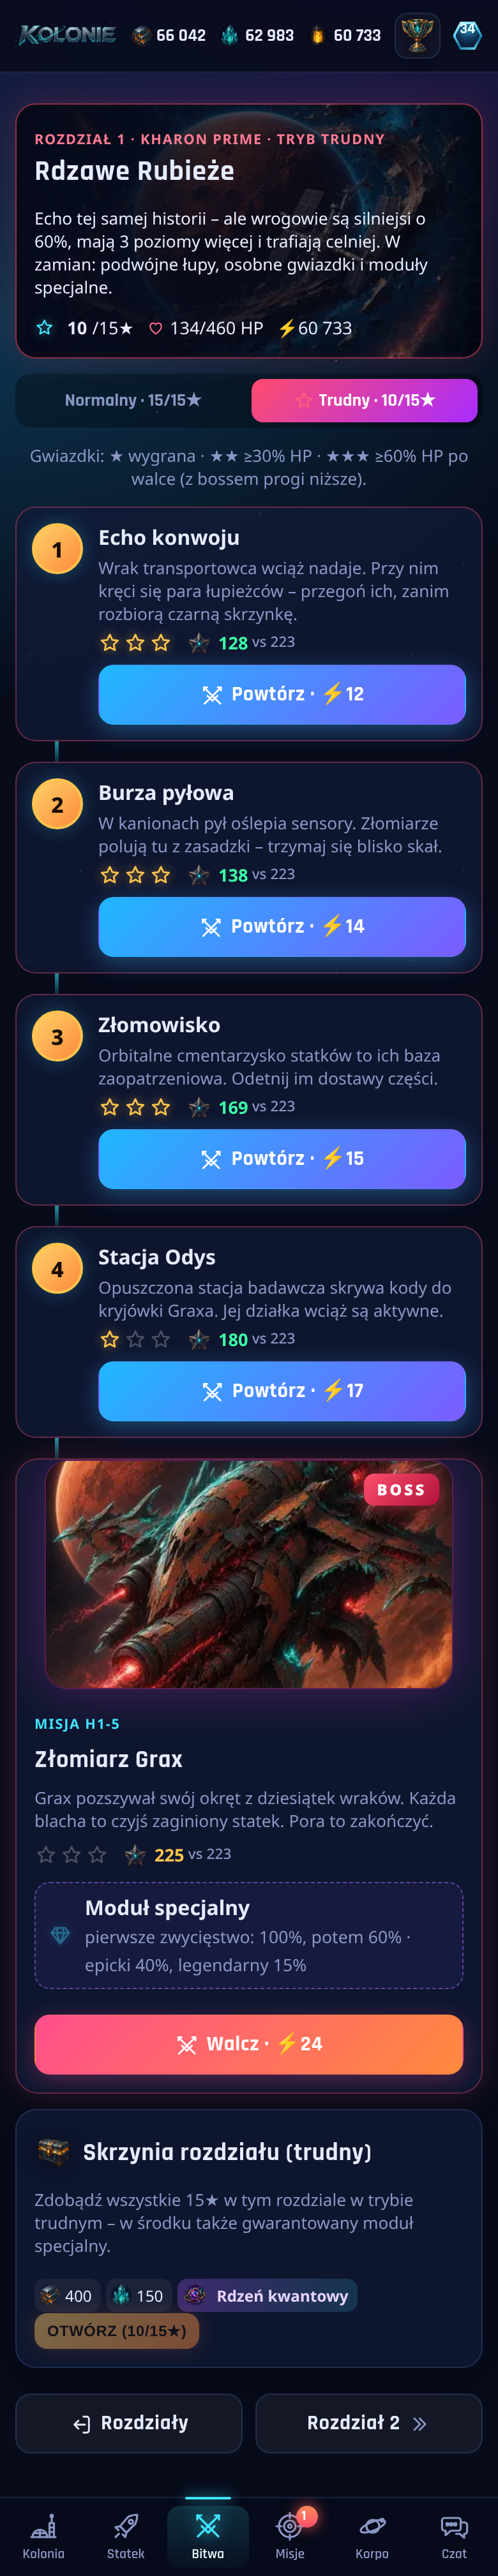 KOLONIE 66 042 62 983 60 733 34
ROZDZIAŁ 1 · KHARON PRIME · TRYB TRUDNY
Rdzawe Rubieże
Echo tej samej historii – ale wrogowie są silniejsi o
60%, mają 3 poziomy więcej i trafiają celniej. W
zamian: podwójne łupy, osobne gwiazdki i moduły
specjalne.
10 /15★ 134/460 HP ⚡60 733
Normalny · 15/15★ Trudny · 10/15★
Gwiazdki: ★ wygrana · ★★ ≥30% HP · ★★★ ≥60% HP po
walce (z bossem progi niższe).
1 Echo konwoju
Wrak transportowca wciąż nadaje. Przy nim
kręci się para łupieżców – przegoń ich, zanim
rozbiorą czarną skrzynkę.
128 vs 223
Powtórz · ⚡12
2 Burza pyłowa
W kanionach pył oślepia sensory. Złomiarze
polują tu z zasadzki – trzymaj się blisko skał.
138 vs 223
Powtórz · ⚡14
3 Złomowisko
Orbitalne cmentarzysko statków to ich baza
zaopatrzeniowa. Odetnij im dostawy części.
169 vs 223
Powtórz · ⚡15
4 Stacja Odys
Opuszczona stacja badawcza skrywa kody do
kryjówki Graxa. Jej działka wciąż są aktywne.
180 vs 223
Powtórz · ⚡17
BOSS
MISJA H1-5
Złomiarz Grax
Grax pozszywał swój okręt z dziesiątek wraków. Każda
blacha to czyjś zaginiony statek. Pora to zakończyć.
225 vs 223
Moduł specjalny
pierwsze zwycięstwo: 100%, potem 60% ·
epicki 40%, legendarny 15%
Walcz · ⚡24
Skrzynia rozdziału (trudny)
Zdobądź wszystkie 15★ w tym rozdziale w trybie
trudnym – w środku także gwarantowany moduł
specjalny.
400 150 Rdzeń kwantowy
OTWÓRZ (10/15★)
Rozdziały Rozdział 2
1
Kolonia Statek Bitwa Misje Korpo Czat